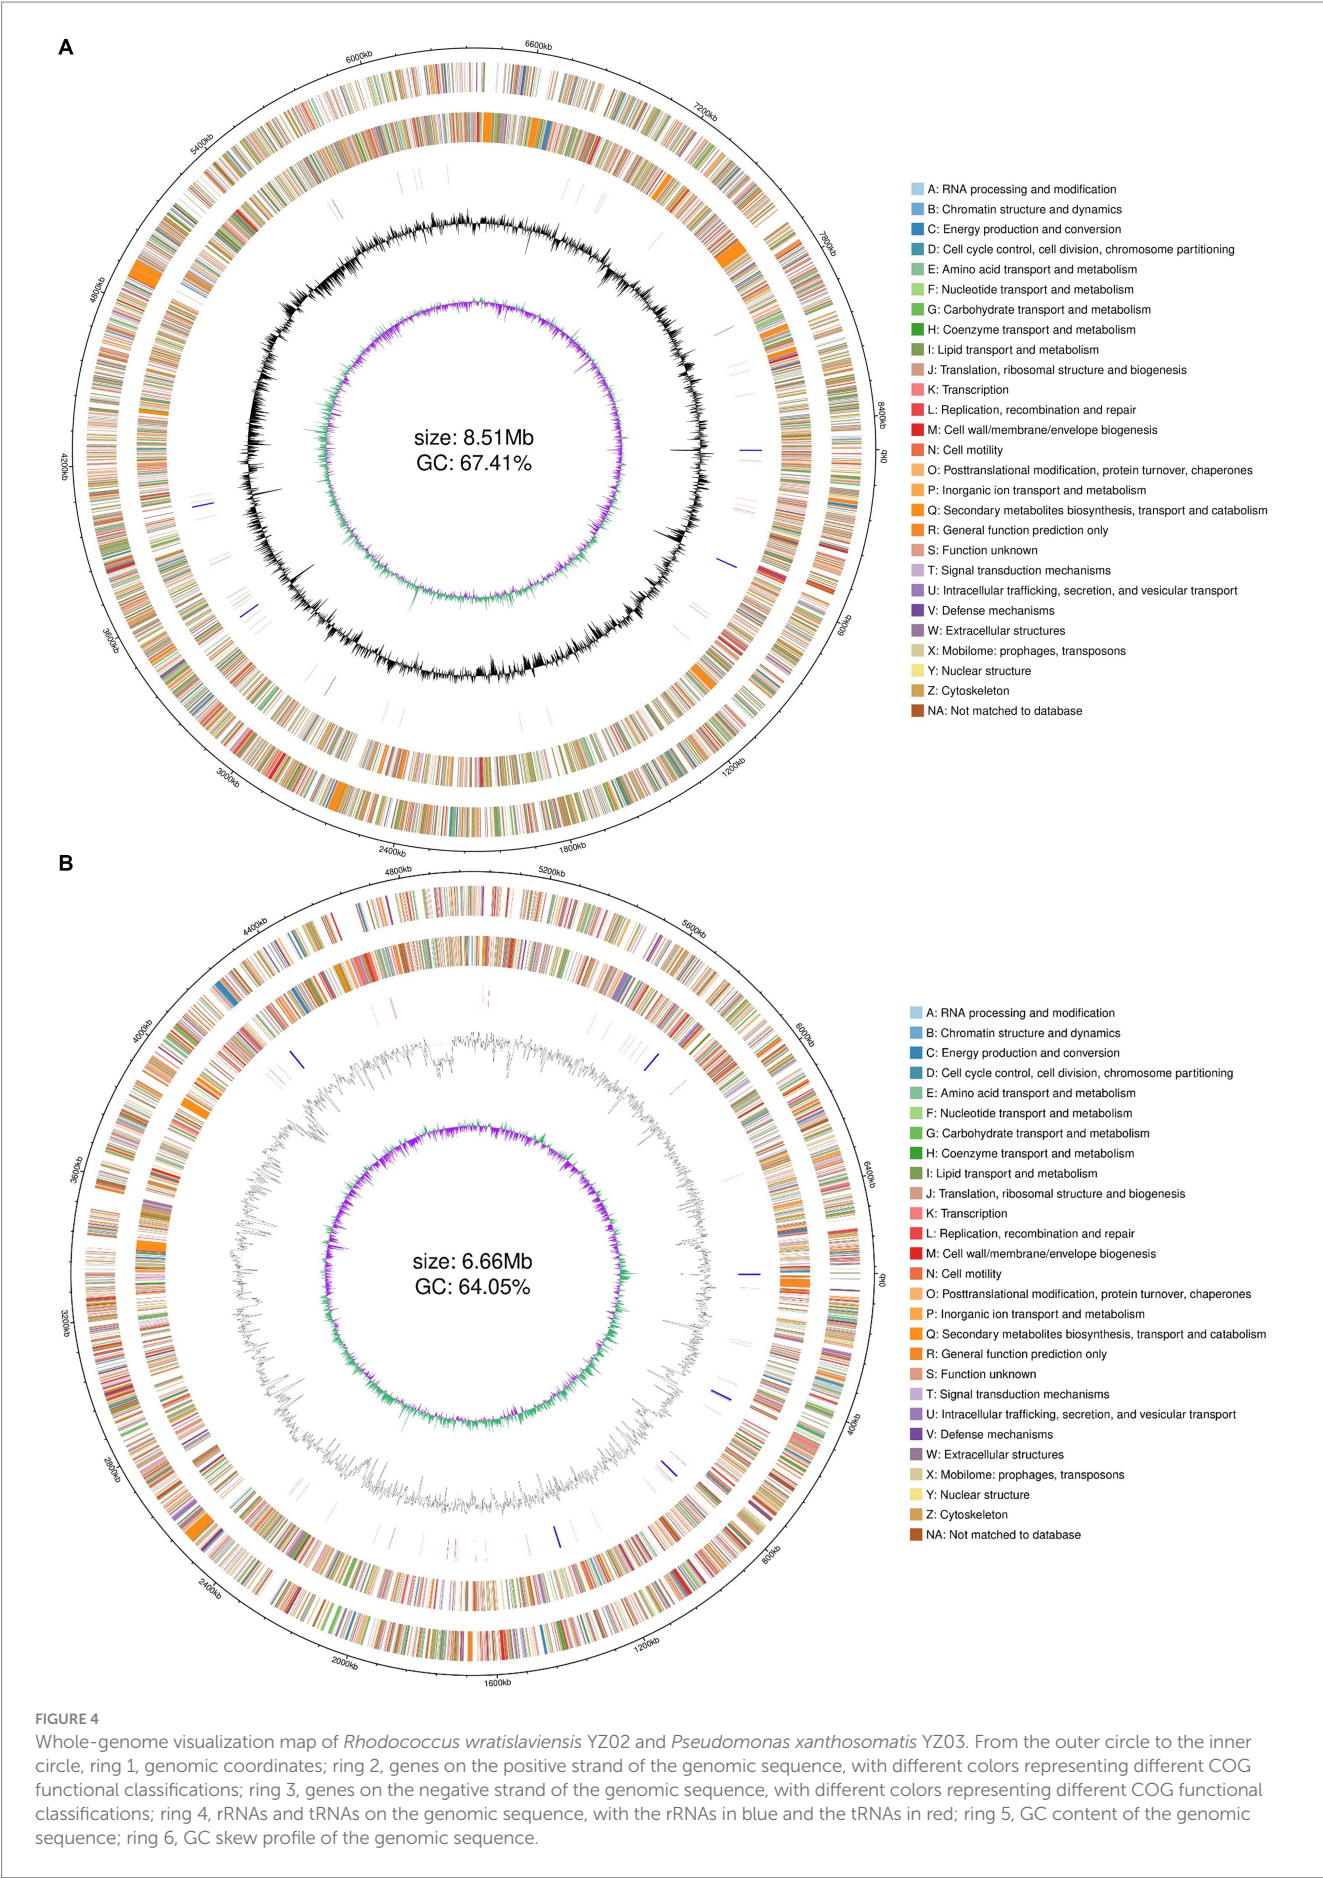 A
6000kb
6600kb
5400kb
7200kb
4800kb
7800kb
4200kb
8400kb
0kb
3600kb
600kb
3000kb
1200kb
2400kb
1800kb
size: 8.51Mb
GC: 67.41%
A: RNA processing and modification
B: Chromatin structure and dynamics
C: Energy production and conversion
D: Cell cycle control, cell division, chromosome partitioning
E: Amino acid transport and metabolism
F: Nucleotide transport and metabolism
G: Carbohydrate transport and metabolism
H: Coenzyme transport and metabolism
I: Lipid transport and metabolism
J: Translation, ribosomal structure and biogenesis
K: Transcription
L: Replication, recombination and repair
M: Cell wall/membrane/envelope biogenesis
N: Cell motility
O: Posttranslational modification, protein turnover, chaperones
P: Inorganic ion transport and metabolism
Q: Secondary metabolites biosynthesis, transport and catabolism
R: General function prediction only
S: Function unknown
T: Signal transduction mechanisms
U: Intracellular trafficking, secretion, and vesicular transport
V: Defense mechanisms
W: Extracellular structures
X: Mobilome: prophages, transposons
Y: Nuclear structure
Z: Cytoskeleton
NA: Not matched to database
B
4800kb
5200kb
4400kb
5600kb
4000kb
6000kb
3600kb
6400kb
3200kb
0kb
2800kb
400kb
2400kb
800kb
2000kb
1200kb
1600kb
size: 6.66Mb
GC: 64.05%
A: RNA processing and modification
B: Chromatin structure and dynamics
C: Energy production and conversion
D: Cell cycle control, cell division, chromosome partitioning
E: Amino acid transport and metabolism
F: Nucleotide transport and metabolism
G: Carbohydrate transport and metabolism
H: Coenzyme transport and metabolism
I: Lipid transport and metabolism
J: Translation, ribosomal structure and biogenesis
K: Transcription
L: Replication, recombination and repair
M: Cell wall/membrane/envelope biogenesis
N: Cell motility
O: Posttranslational modification, protein turnover, chaperones
P: Inorganic ion transport and metabolism
Q: Secondary metabolites biosynthesis, transport and catabolism
R: General function prediction only
S: Function unknown
T: Signal transduction mechanisms
U: Intracellular trafficking, secretion, and vesicular transport
V: Defense mechanisms
W: Extracellular structures
X: Mobilome: prophages, transposons
Y: Nuclear structure
Z: Cytoskeleton
NA: Not matched to database
FIGURE 4
Whole-genome visualization map of Rhodococcus wratislaviensis YZ02 and Pseudomonas xanthosomatis YZ03. From the outer circle to the inner
circle, ring 1, genomic coordinates; ring 2, genes on the positive strand of the genomic sequence, with different colors representing different COG
functional classifications; ring 3, genes on the negative strand of the genomic sequence, with different colors representing different COG functional
classifications; ring 4, rRNAs and tRNAs on the genomic sequence, with the rRNAs in blue and the tRNAs in red; ring 5, GC content of the genomic
sequence; ring 6, GC skew profile of the genomic sequence.